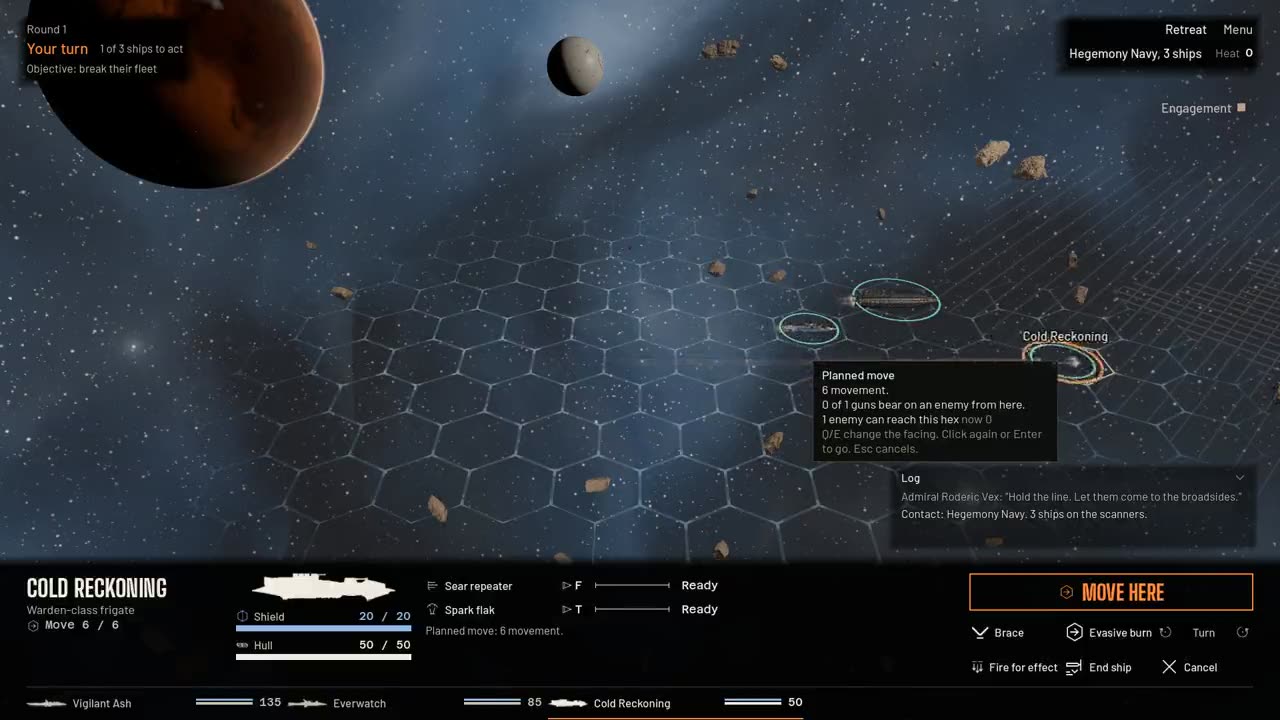 Round 1
Your turn 1 of 3 ships to act
Objective: break their fleet
Retreat Menu
Hegemony Navy, 3 ships Heat 0
Engagement
Cold Reckoning
Planned move
6 movement.
0 of 1 guns bear on an enemy from here.
1 enemy can reach this hex now 0
Q/E change the facing. Click again or Enter
to go. Esc cancels.
Log
Admiral Roderic Vex: "Hold the line. Let them come to the broadsides."
Contact: Hegemony Navy. 3 ships on the scanners.
COLD RECKONING
Warden-class frigate
Move 6 / 6
Shield 20 / 20
Hull 50 / 50
Sear repeater F Ready
Spark flak T Ready
Planned move: 6 movement.
MOVE HERE
Brace Evasive burn Turn
Fire for effect End ship Cancel
Vigilant Ash 135 Everwatch 85 Cold Reckoning 50